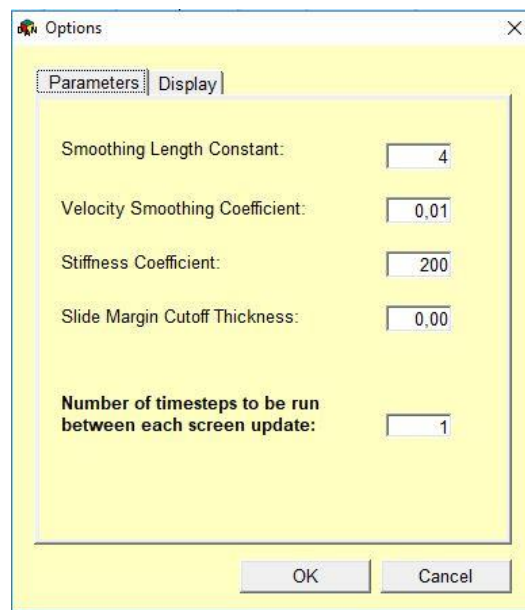 Options
Parameters Display
Smoothing Length Constant: 4
Velocity Smoothing Coefficient: 0,01
Stiffness Coefficient: 200
Slide Margin Cutoff Thickness: 0,00
Number of timesteps to be run
between each screen update: 1
OK Cancel